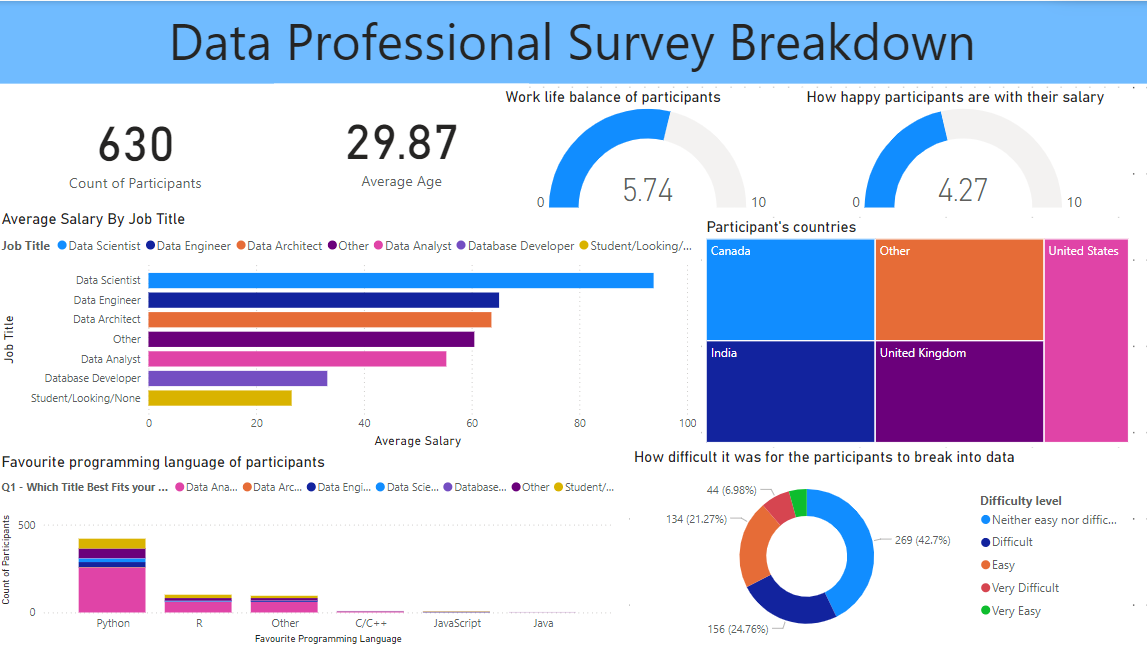 Data Professional Survey Breakdown
630
Count of Participants
29.87
Average Age
Work life balance of participants
0
5.74
10
How happy participants are with their salary
0
4.27
10
Average Salary By Job Title
Job Title Data Scientist Data Engineer Data Architect Other Data Analyst Database Developer Student/Looking/...
Job Title
Data Scientist
Data Engineer
Data Architect
Other
Data Analyst
Database Developer
Student/Looking/None
0 20 40 60 80 100
Average Salary
Participant's countries
Canada
Other
United States
India
United Kingdom
Favourite programming language of participants
Q1 - Which Title Best Fits your ... Data Ana... Data Arc... Data Engi... Data Scie... Database... Other Student/...
Count of Participants
500
0
Python R Other C/C++ JavaScript Java
Favourite Programming Language
How difficult it was for the participants to break into data
44 (6.98%)
134 (21.27%)
269 (42.7%)
156 (24.76%)
Difficulty level
Neither easy nor diffic...
Difficult
Easy
Very Difficult
Very Easy